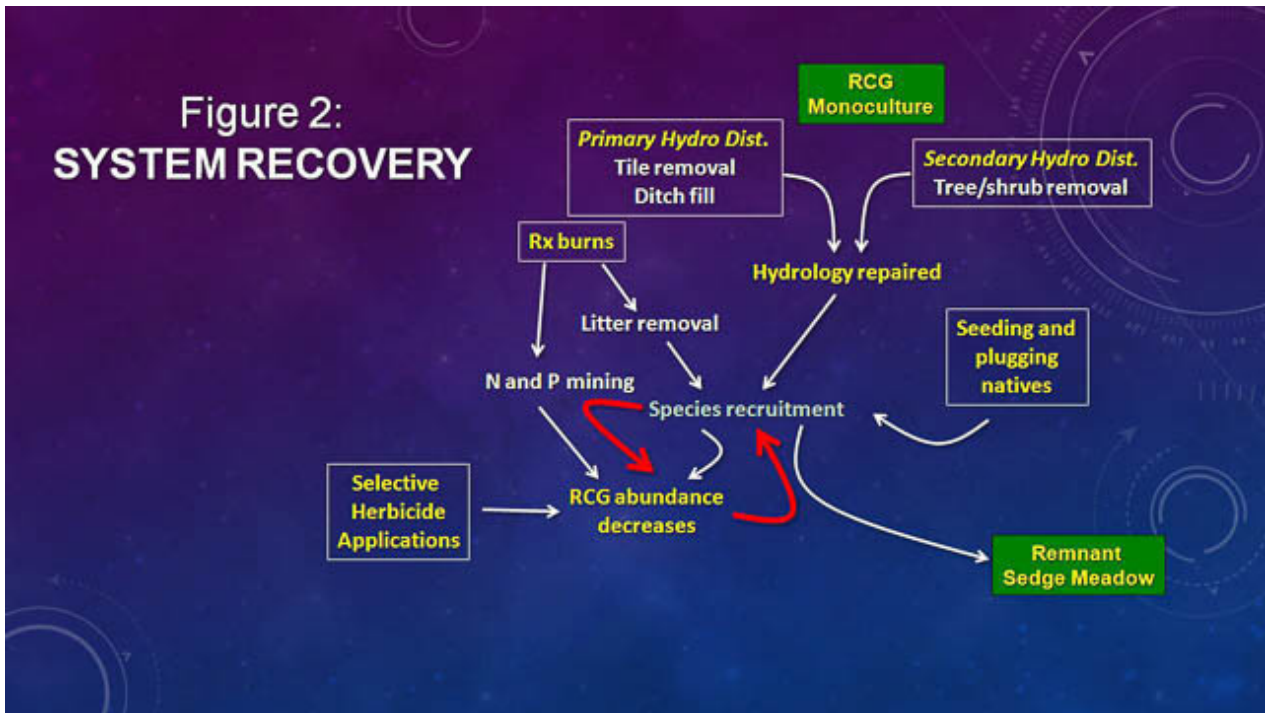 Figure 2:
SYSTEM RECOVERY
RCG
Monoculture
Primary Hydro Dist.
Tile removal
Ditch fill
Secondary Hydro Dist.
Tree/shrub removal
Rx burns
Hydrology repaired
Litter removal
Seeding and
plugging
natives
N and P mining
Species recruitment
Selective
Herbicide
Applications
RCG abundance
decreases
Remnant
Sedge Meadow